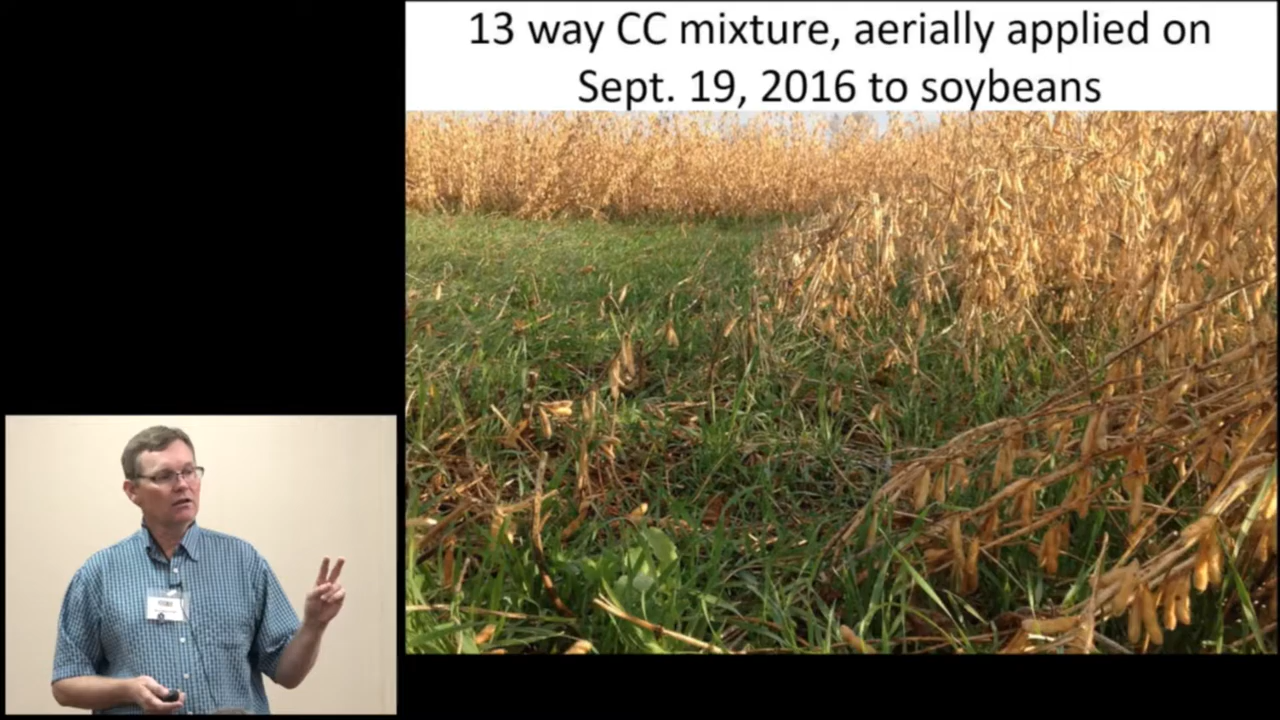 13 way CC mixture, aerially applied on
Sept. 19, 2016 to soybeans